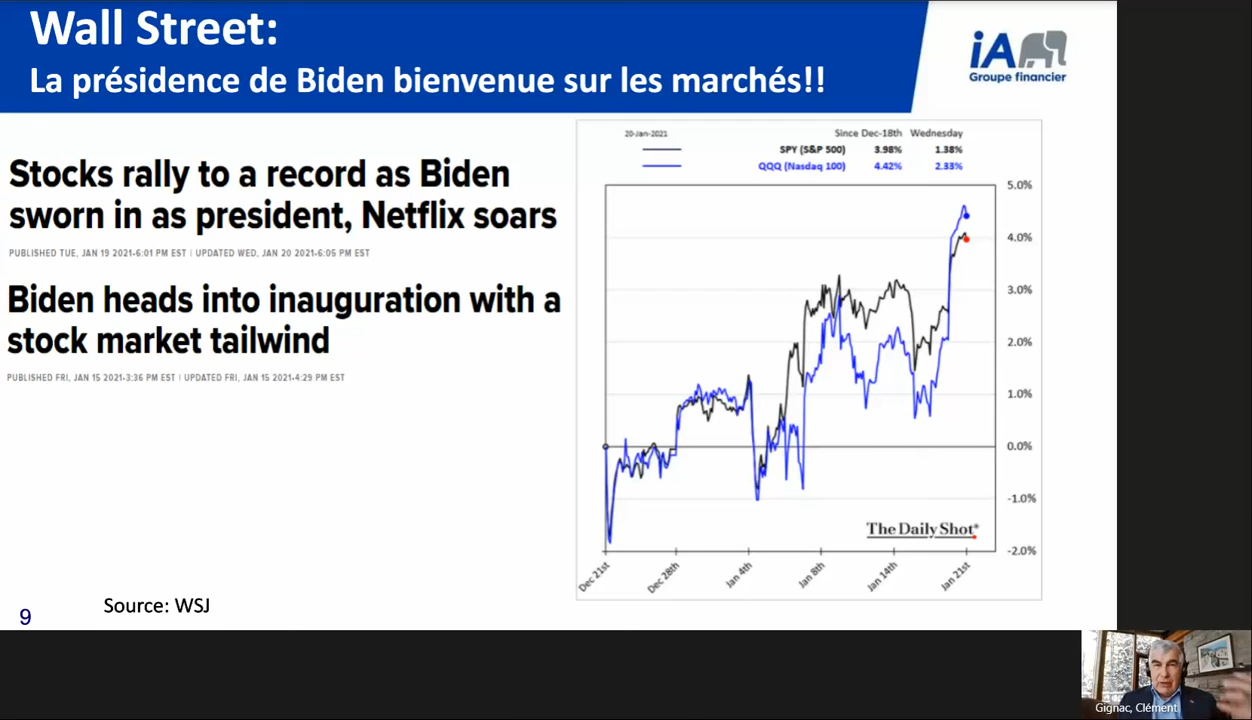 Wall Street:
La présidence de Biden bienvenue sur les marchés!!
iA
Groupe financier
Stocks rally to a record as Biden
sworn in as president, Netflix soars
PUBLISHED TUE, JAN 19 2021-6:01 PM EST | UPDATED WED, JAN 20 2021-6:05 PM EST
Biden heads into inauguration with a
stock market tailwind
PUBLISHED FRI, JAN 15 2021-3:36 PM EST | UPDATED FRI, JAN 15 2021-4:29 PM EST
20-Jan-2021 Since Dec-18th Wednesday
SPY (S&P 500) 3.98% 1.38%
QQQ (Nasdaq 100) 4.42% 2.33%
5.0%
4.0%
3.0%
2.0%
1.0%
0.0%
-1.0%
-2.0%
The Daily Shot*
Dec 21st Dec 28th Jan 4th Jan 8th Jan 14th Jan 21st
Source: WSJ
9
Gignac, Clément